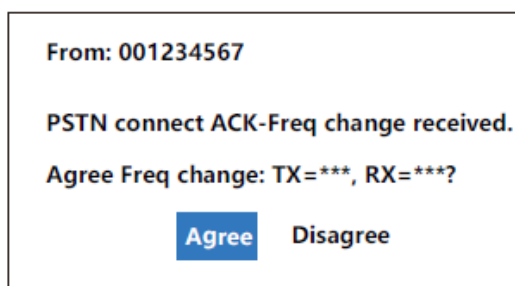 From: 001234567
PSTN connect ACK-Freq change received.
Agree Freq change: TX=***, RX=***?
Agree Disagree